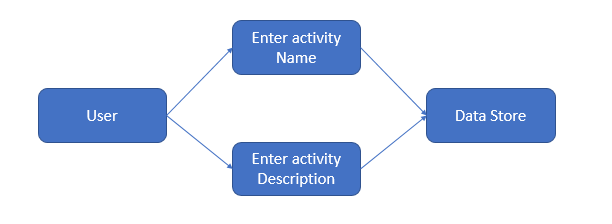 Enter activity
Name
User
Data Store
Enter activity
Description